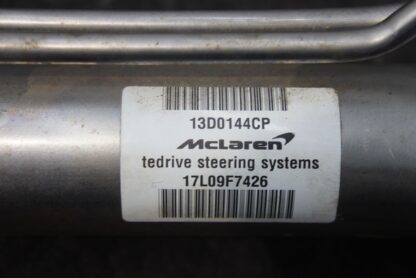 13D0144CP
McLaren
tedrive steering systems
17L09F7426